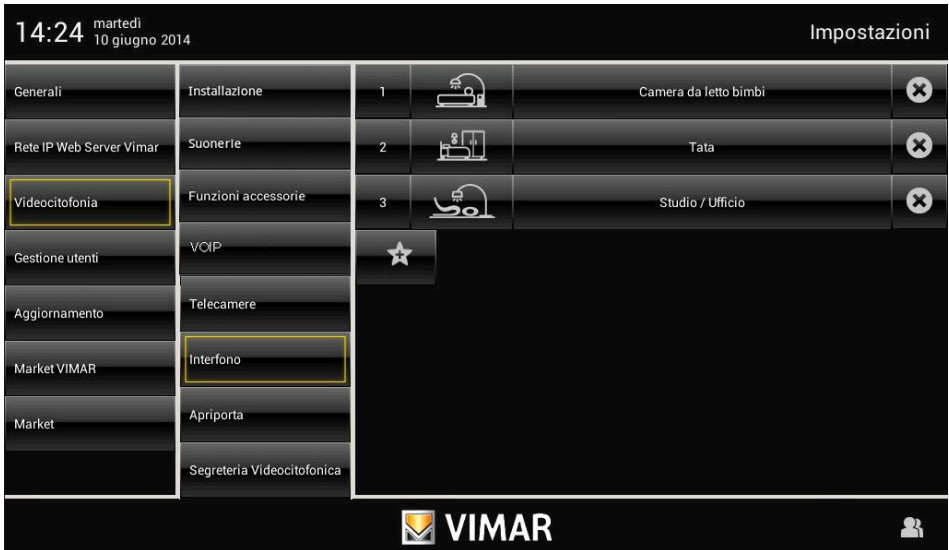 14:24 martedì
10 giugno 2014
Impostazioni
Generali
Rete IP Web Server Vimar
Videocitofonia
Gestione utenti
Aggiornamento
Market VIMAR
Market
Installazione
Suonerie
Funzioni accessorie
VOIP
Telecamere
Interfono
Apriporta
Segreteria Videocitofonica
1 Camera da letto bimbi
2 Tata
3 Studio / Ufficio
VIMAR